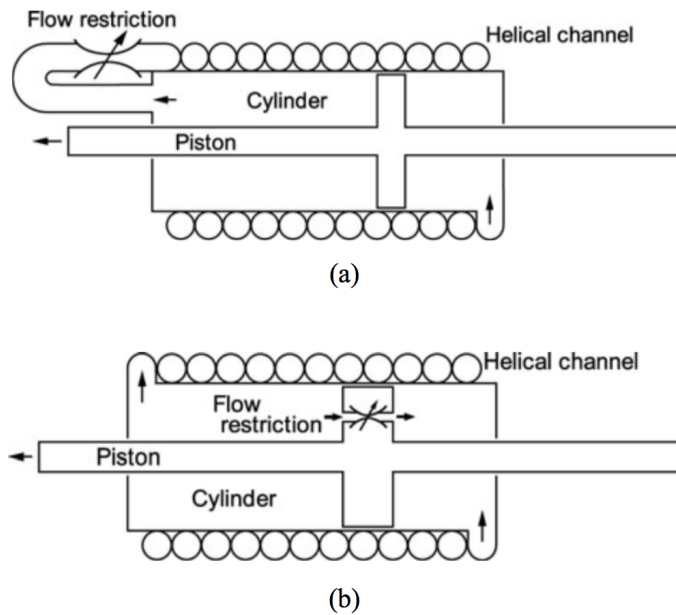 Flow restriction
Helical channel
Cylinder
Piston
(a)
Helical channel
Flow
restriction
Piston
Cylinder
(b)